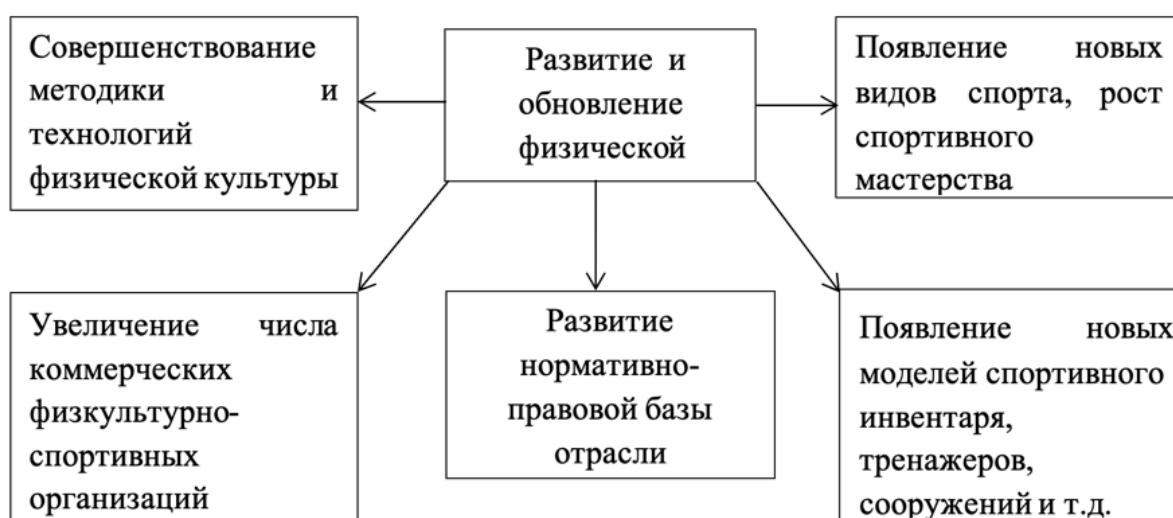 Совершенствование
методики и
технологий
физической культуры
Развитие и
обновление
физической
Появление новых
видов спорта, рост
спортивного
мастерства
Увеличение числа
коммерческих
физкультурно-
спортивных
организаций
Развитие
нормативно-
правовой базы
отрасли
Появление новых
моделей спортивного
инвентаря,
тренажеров,
сооружений и т.д.